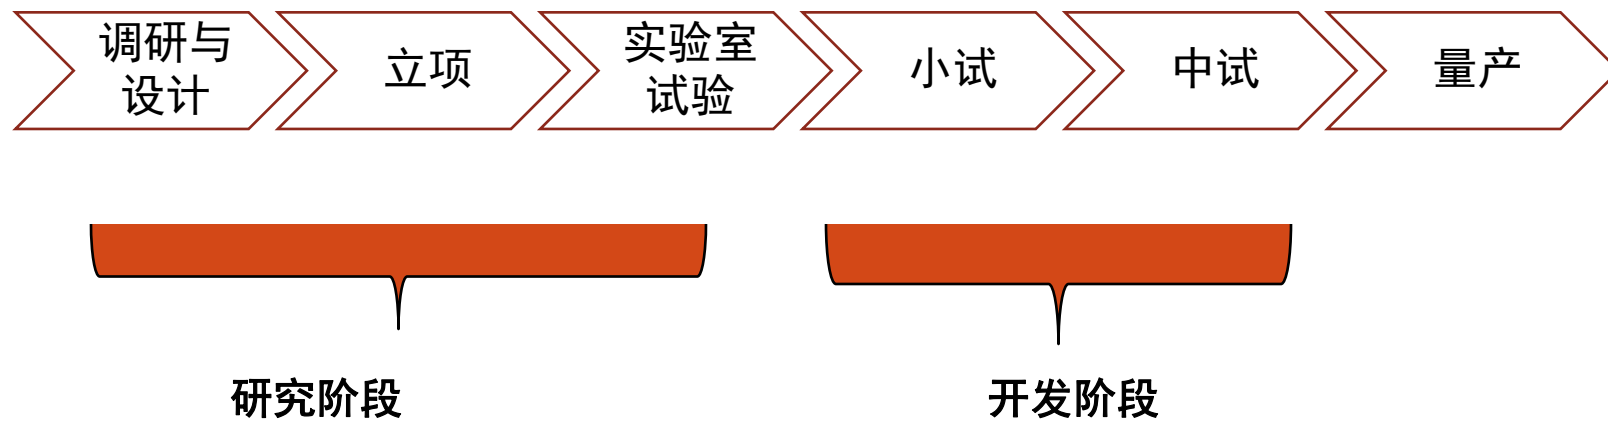 调研与
设计
立项
实验室
试验
小试
中试
量产
研究阶段
开发阶段